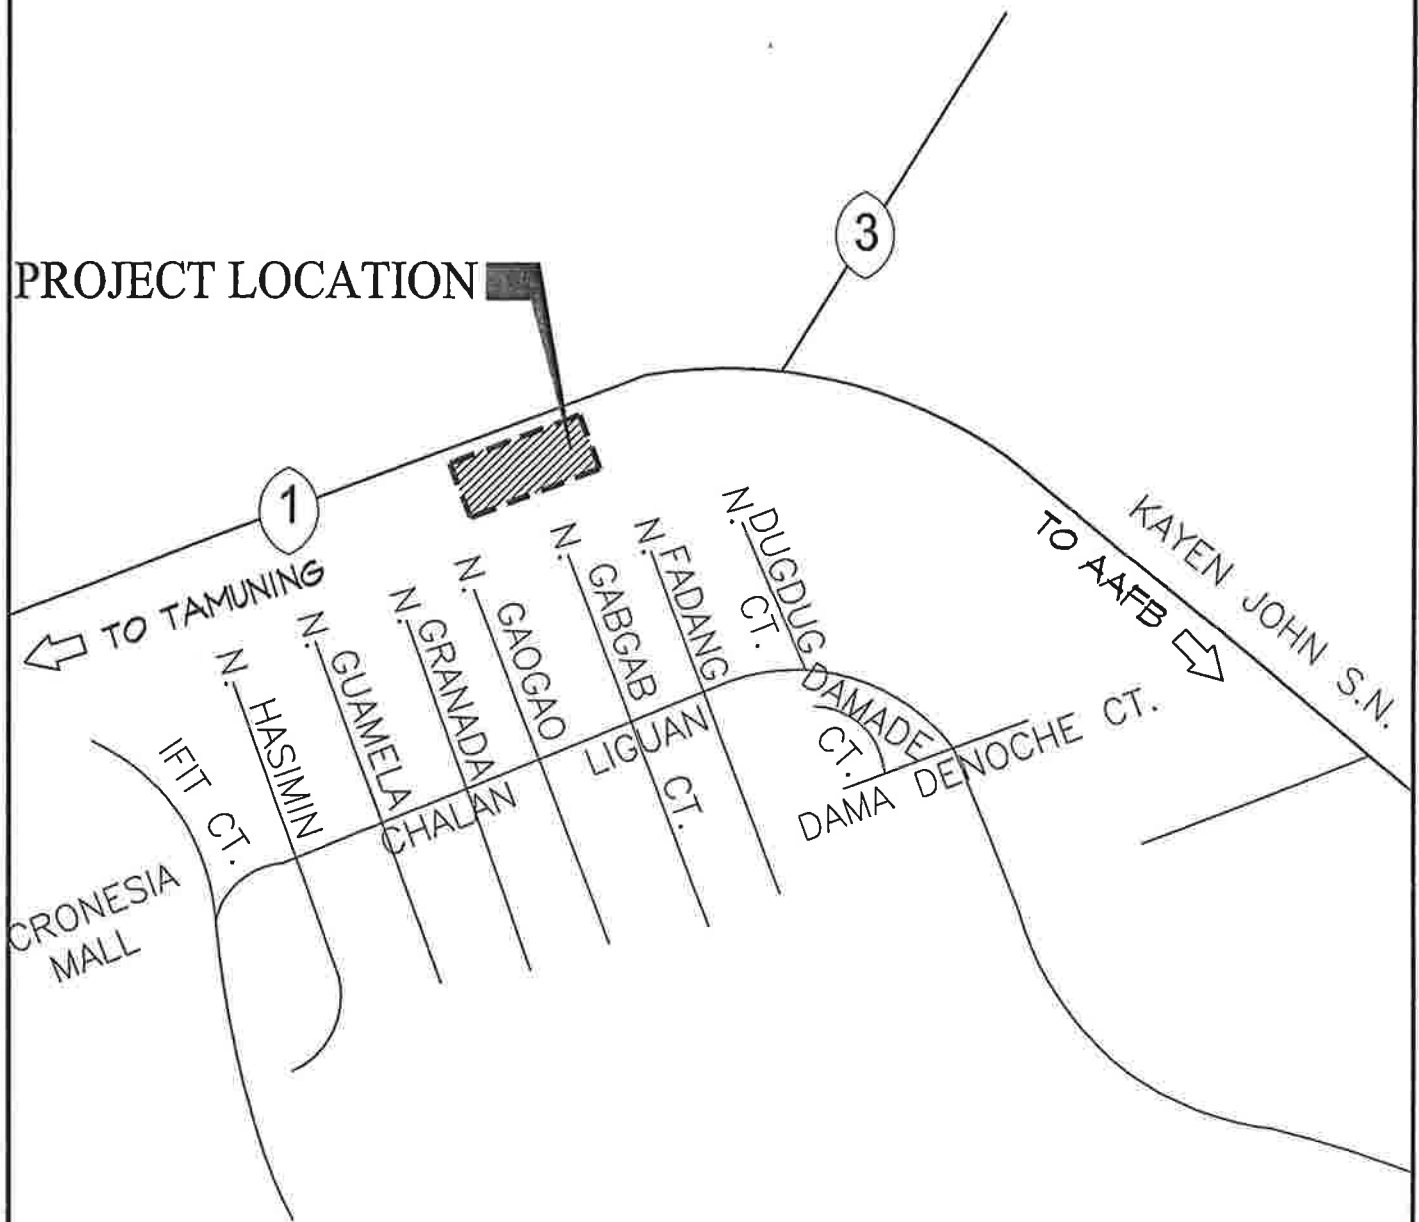 3
PROJECT LOCATION
1
TO TAMUNING
TO AAFB
KAYEN JOHN S.N.
N. HASIMIN
N. GUAMELA
N. GRANADA
N. GAOGAO
N. GABGAB
N. FADANG
N. DUGDUG
CT.
IFIT CT.
CHALAN LIGUAN
CT.
DAMADE
CT.
DAMA DENOCHE CT.
CRONESIA
MALL